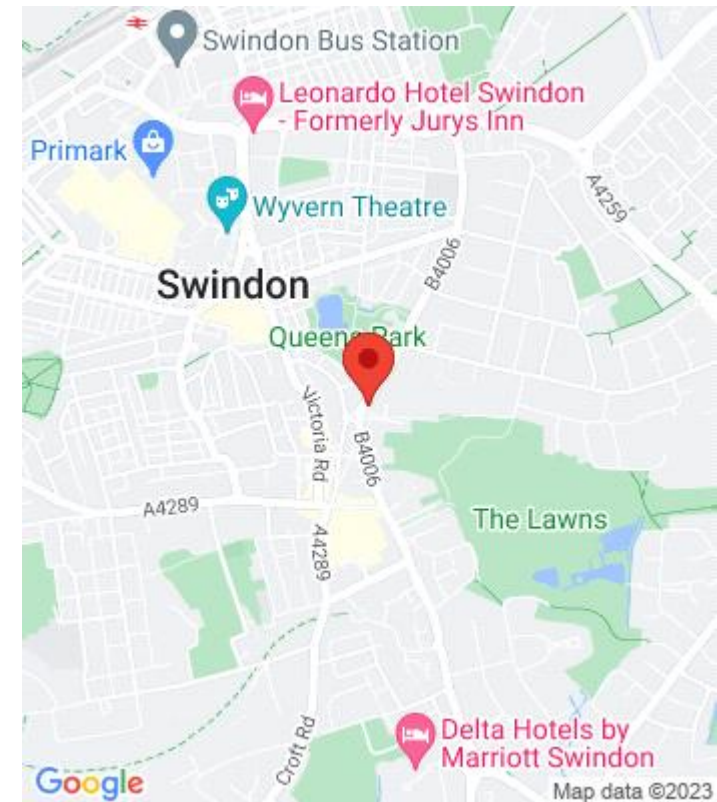 Swindon Bus Station
Leonardo Hotel Swindon
- Formerly Jurys Inn
Primark
A4259
Wyvern Theatre
B4006
Swindon
Queens Park
Victoria Rd
B4006
A4289
The Lawns
A4289
Croft Rd
Delta Hotels by
Marriott Swindon
Google
Map data ©2023